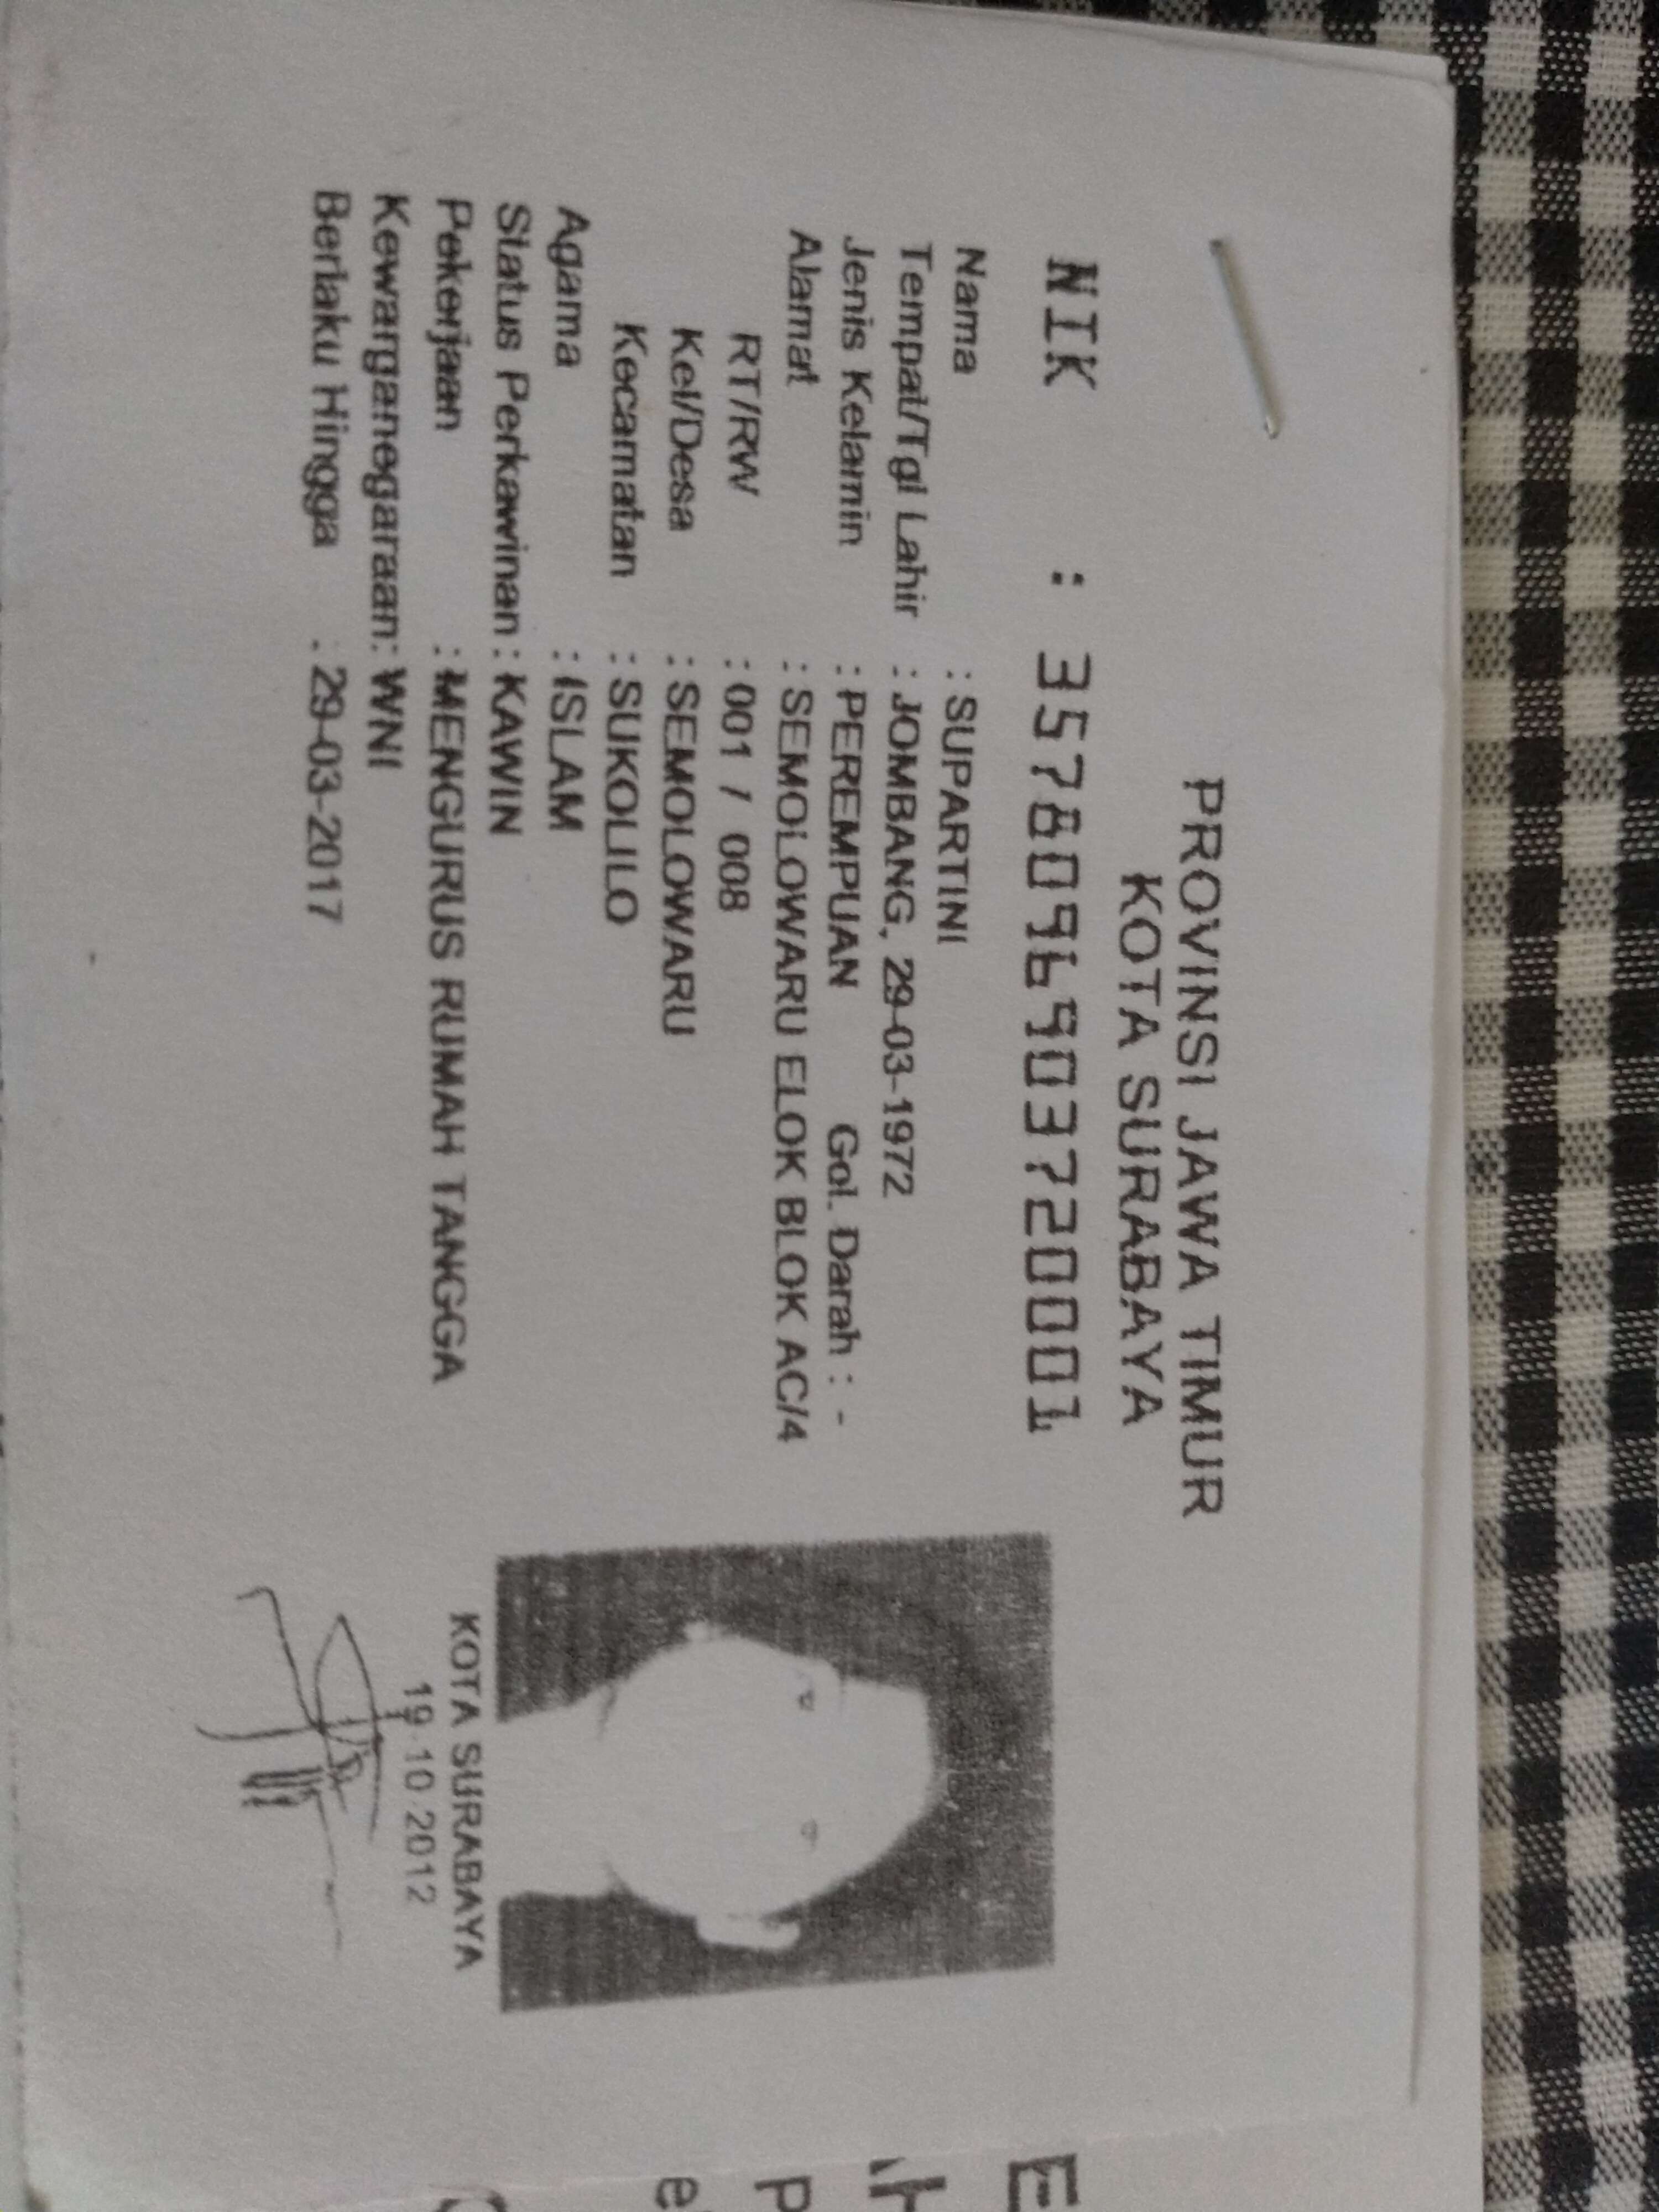 PROVINSI JAWA TIMUR
KOTA SURABAYA
NIK : 3578096903720001
Nama : SUPARTINI
Tempat/Tgl Lahir : JOMBANG, 29-03-1972
Jenis Kelamin : PEREMPUAN Gol. Darah : -
Alamat : SEMOLOWARU ELOK BLOK AC/4
RT/RW : 001 / 008
Kel/Desa : SEMOLOWARU
Kecamatan : SUKOLILO
Agama : ISLAM
Status Perkawinan : KAWIN
Pekerjaan : MENGURUS RUMAH TANGGA
Kewarganegaraan: WNI
Berlaku Hingga : 29-03-2017
KOTA SURABAYA
19-10-2012